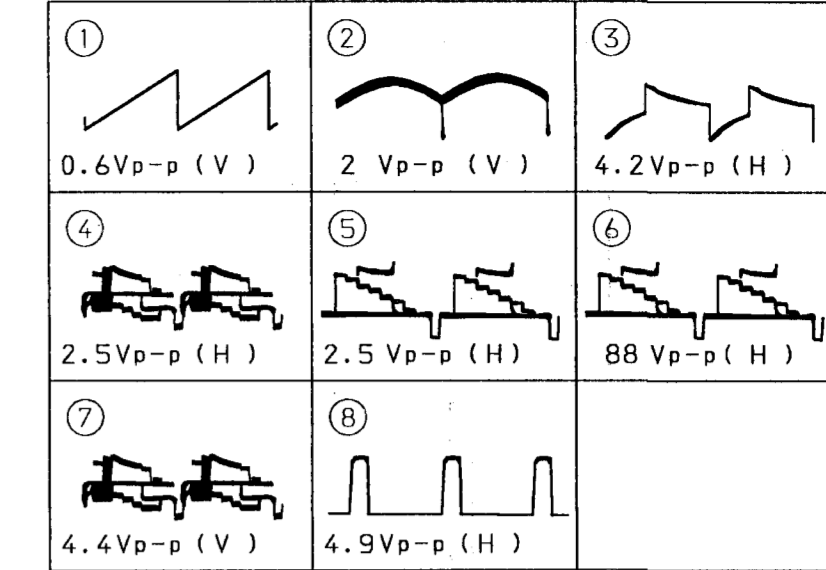 ① ② ③
0.6Vp-p ( V ) 2 Vp-p ( V ) 4.2Vp-p ( H )
④ ⑤ ⑥
2.5Vp-p ( H ) 2.5 Vp-p ( H ) 88 Vp-p( H )
⑦ ⑧
4.4Vp-p ( V ) 4.9Vp-p ( H )